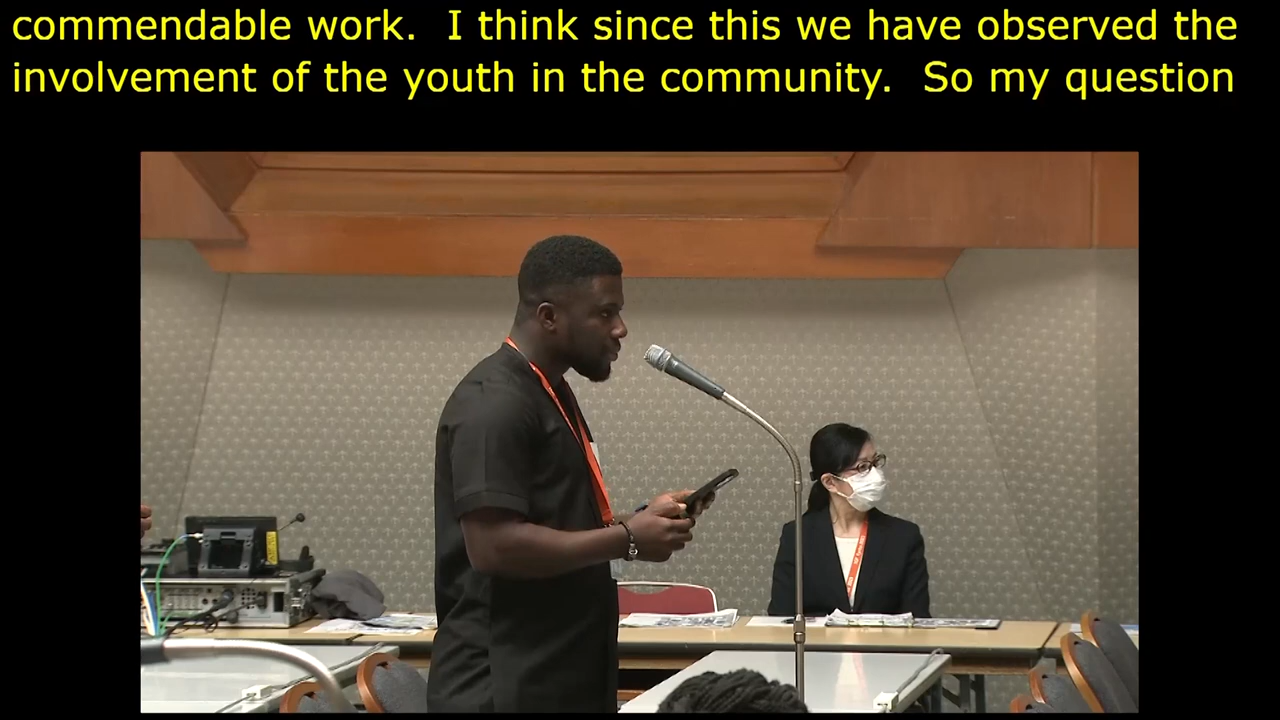 commendable work.  I think since this we have observed the
involvement of the youth in the community.  So my question